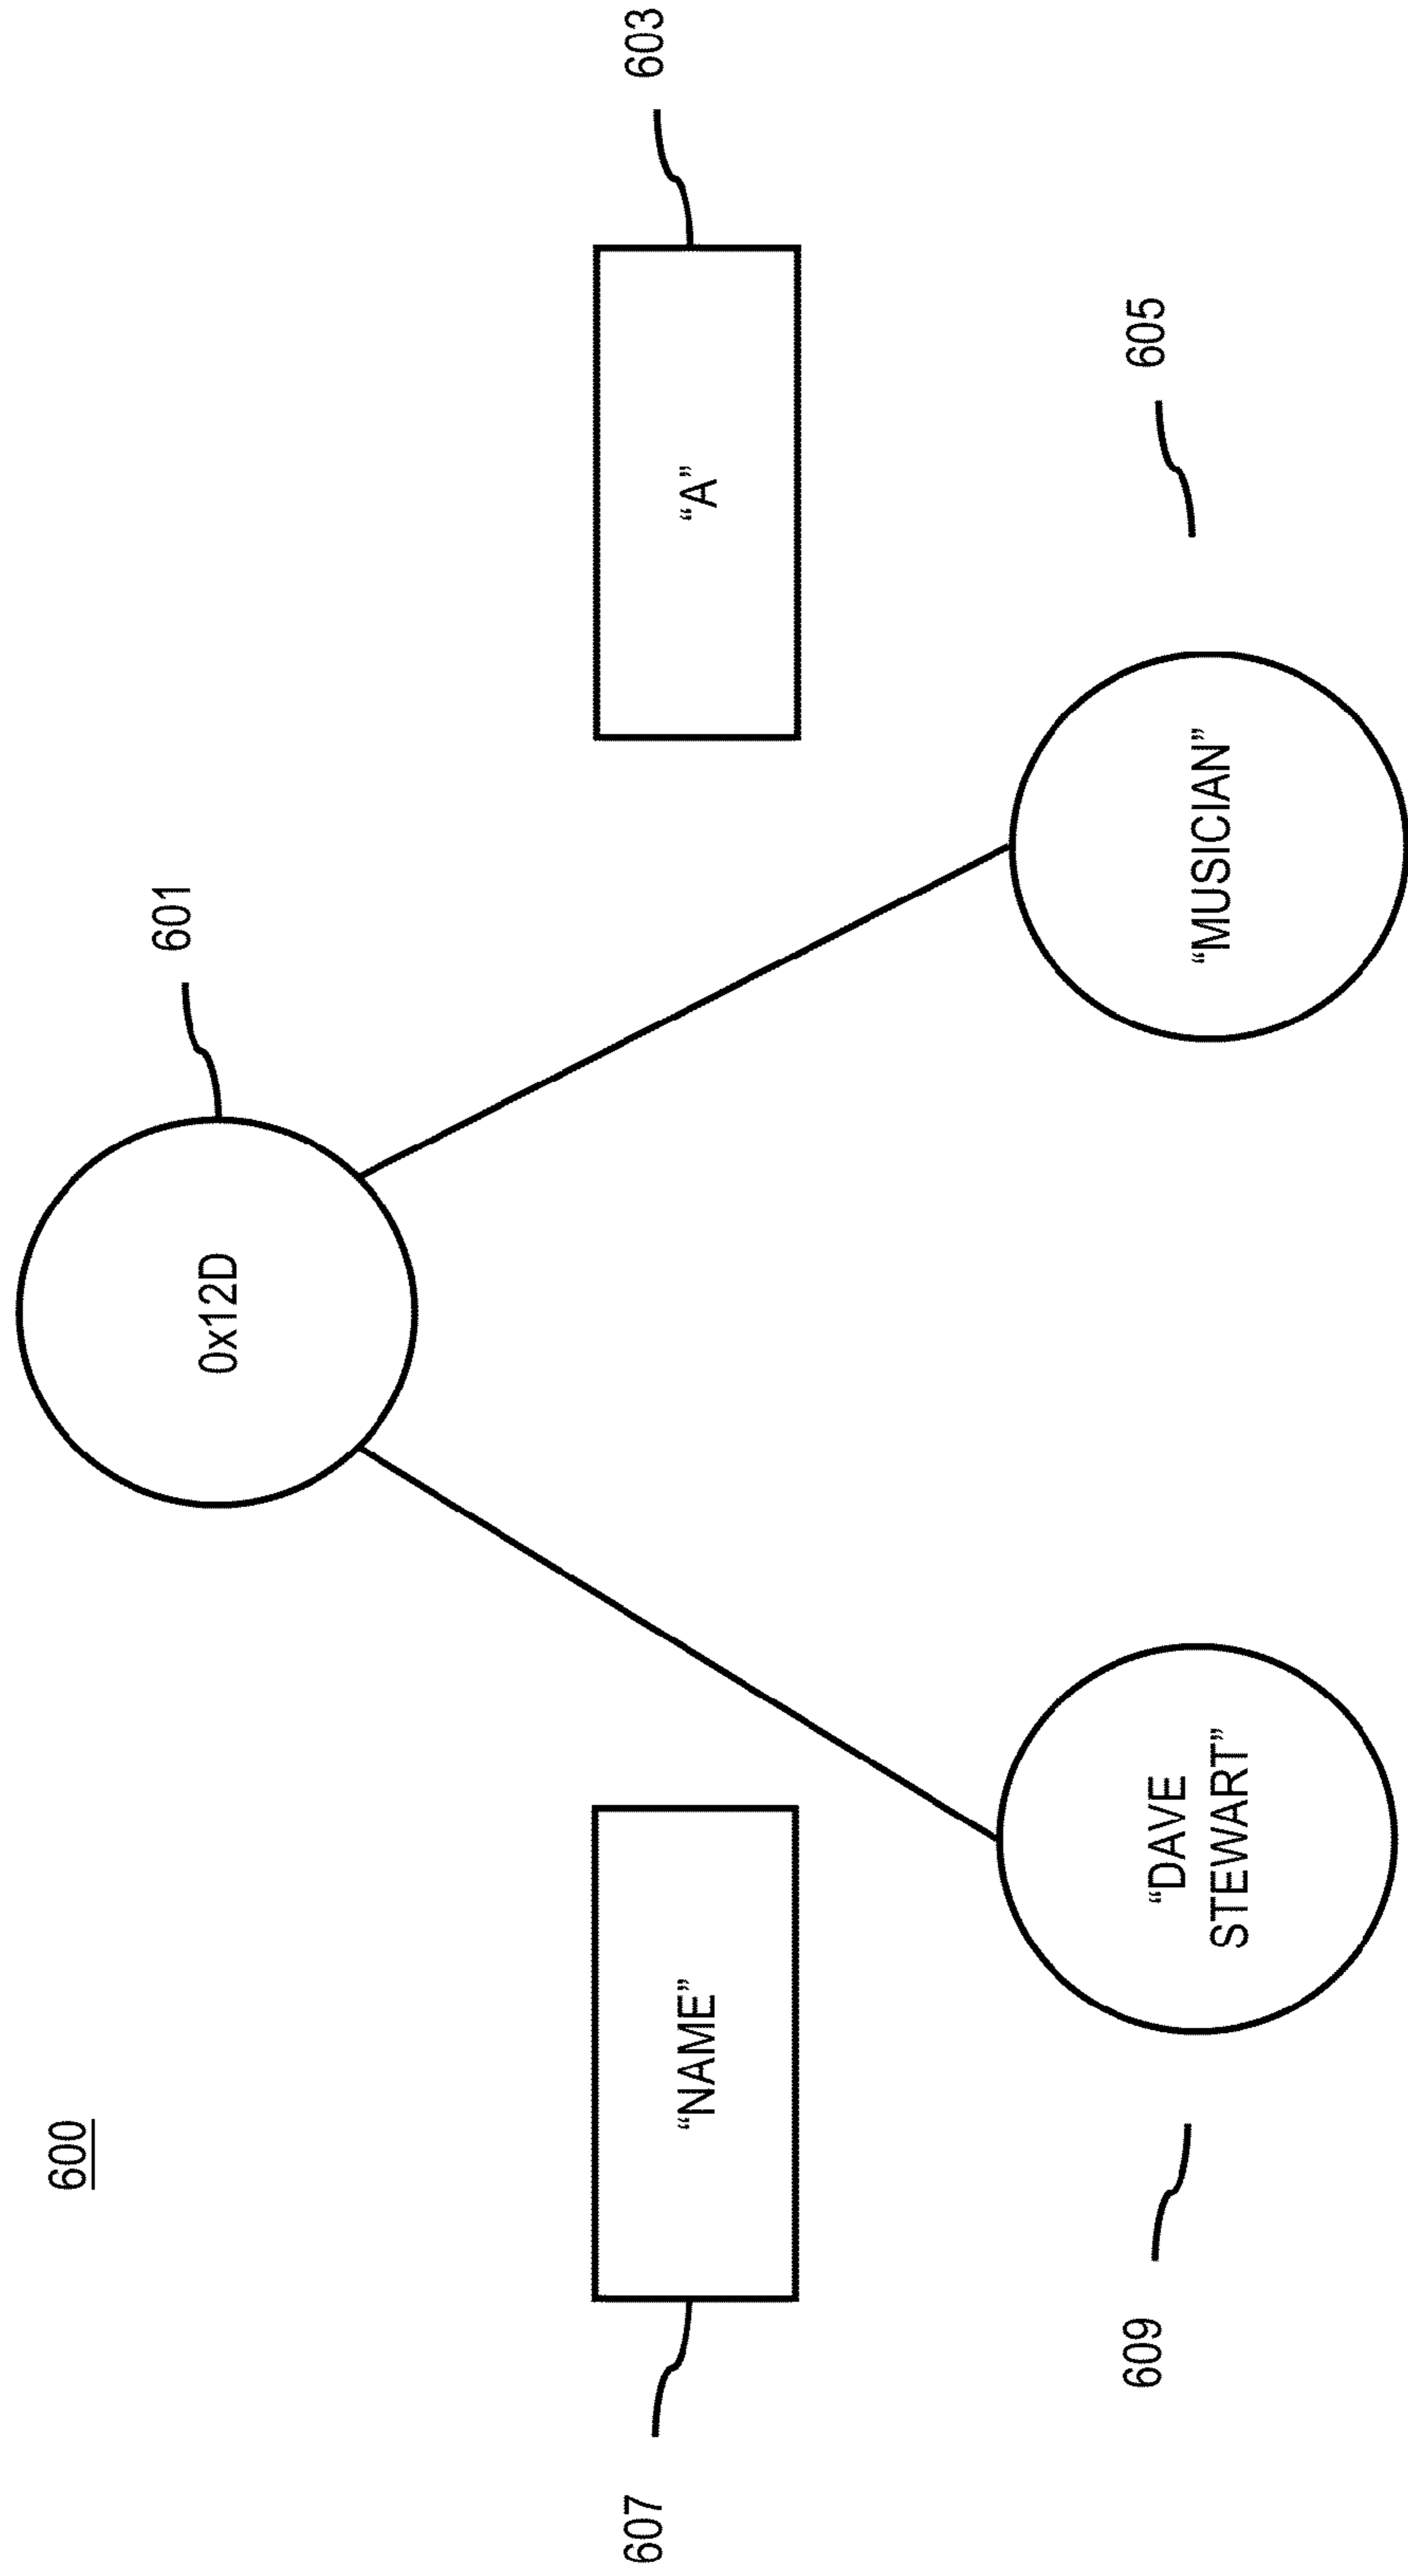 600
601
0x12D
607
“NAME”
“A”
603
609
“DAVE
STEWART”
“MUSICIAN”
605